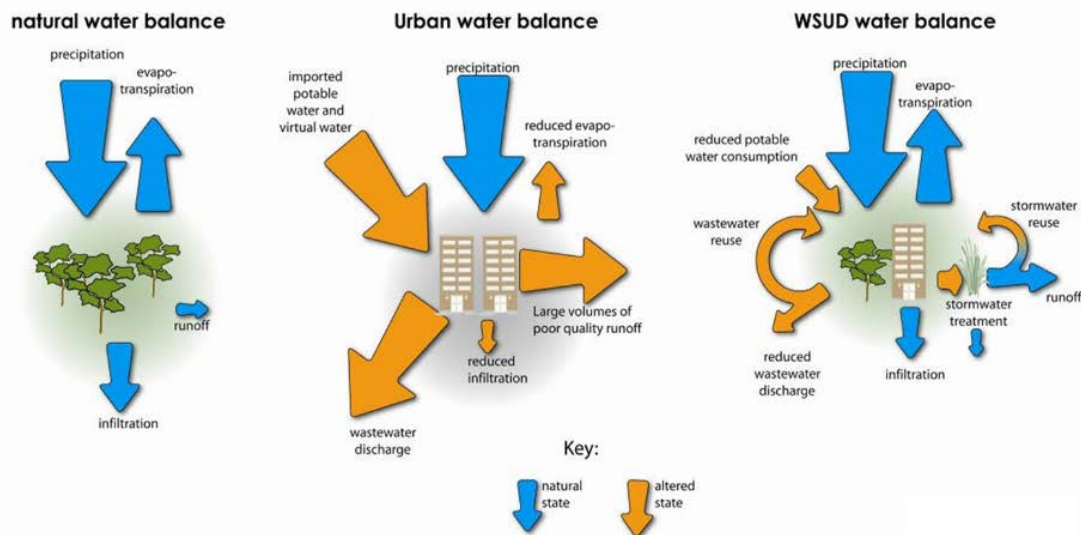 natural water balance
precipitation
evapo-
transpiration
runoff
infiltration
Urban water balance
imported
potable
water and
virtual water
precipitation
reduced evapo-
transpiration
Large volumes of
poor quality runoff
reduced
infiltration
wastewater
discharge
WSUD water balance
precipitation
evapo-
transpiration
reduced potable
water consumption
wastewater
reuse
stormwater
reuse
runoff
stormwater
treatment
reduced
wastewater
discharge
infiltration
Key:
natural
state
altered
state